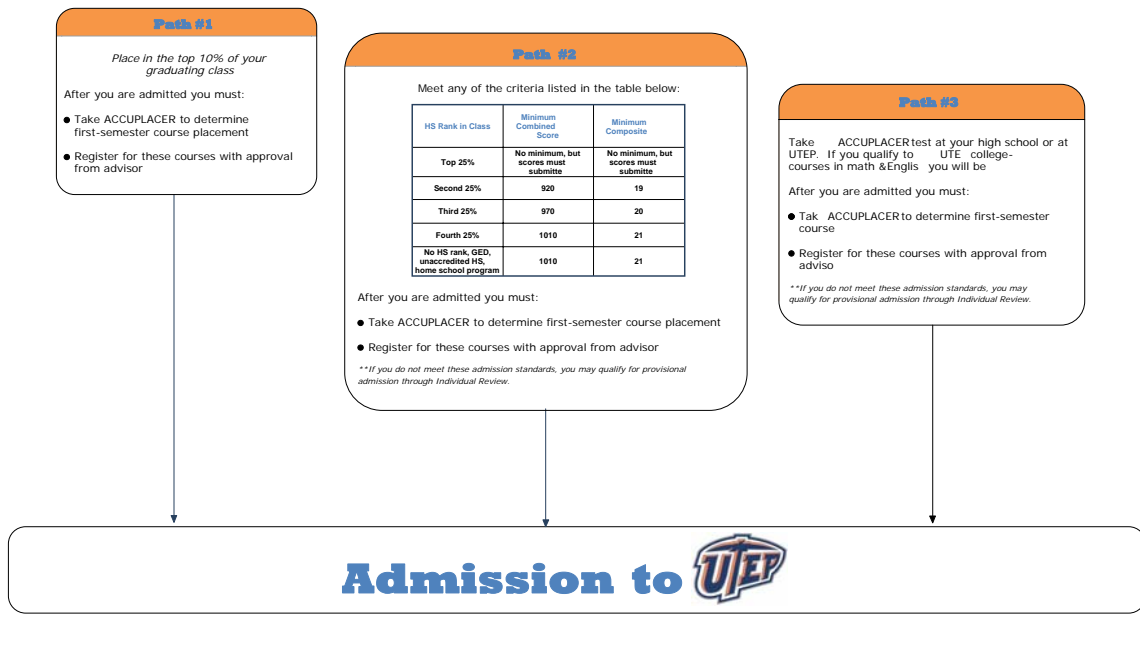 Path #1
Place in the top 10% of your
graduating class
After you are admitted you must:
● Take ACCUPLACER to determine
first-semester course placement
● Register for these courses with approval
from advisor
Path #2
Meet any of the criteria listed in the table below:
HS Rank in Class
Minimum
Combined
Score
Minimum
Composite
Top 25%
No minimum, but
scores must
submitte
No minimum, but
scores must
submitte
Second 25%
920
19
Third 25%
970
20
Fourth 25%
1010
21
No HS rank, GED,
unaccredited HS,
home school program
1010
21
After you are admitted you must:
● Take ACCUPLACER to determine first-semester course placement
● Register for these courses with approval from advisor
**If you do not meet these admission standards, you may qualify for provisional
admission through Individual Review.
Path #3
Take ACCUPLACER test at your high school or at
UTEP. If you qualify to UTE college-
courses in math &Englis you will be
After you are admitted you must:
● Tak ACCUPLACER to determine first-semester
course
● Register for these courses with approval from
adviso
**If you do not meet these admission standards, you may
qualify for provisional admission through Individual Review.
Admission to UTEP